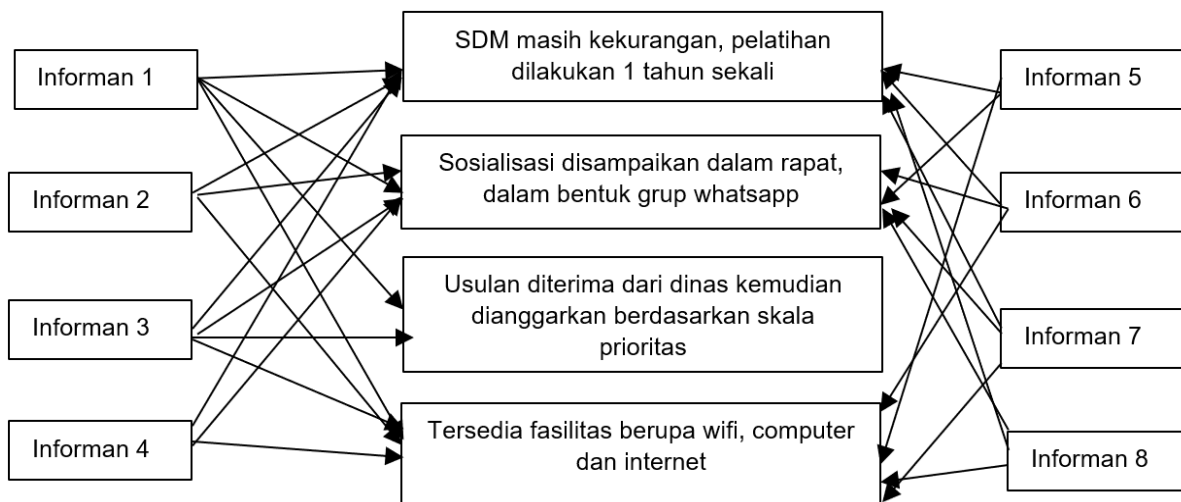 Informan 1
Informan 2
Informan 3
Informan 4
SDM masih kekurangan, pelatihan
dilakukan 1 tahun sekali
Sosialisasi disampaikan dalam rapat,
dalam bentuk grup whatsapp
Usulan diterima dari dinas kemudian
dianggarkan berdasarkan skala
prioritas
Tersedia fasilitas berupa wifi, computer
dan internet
Informan 5
Informan 6
Informan 7
Informan 8